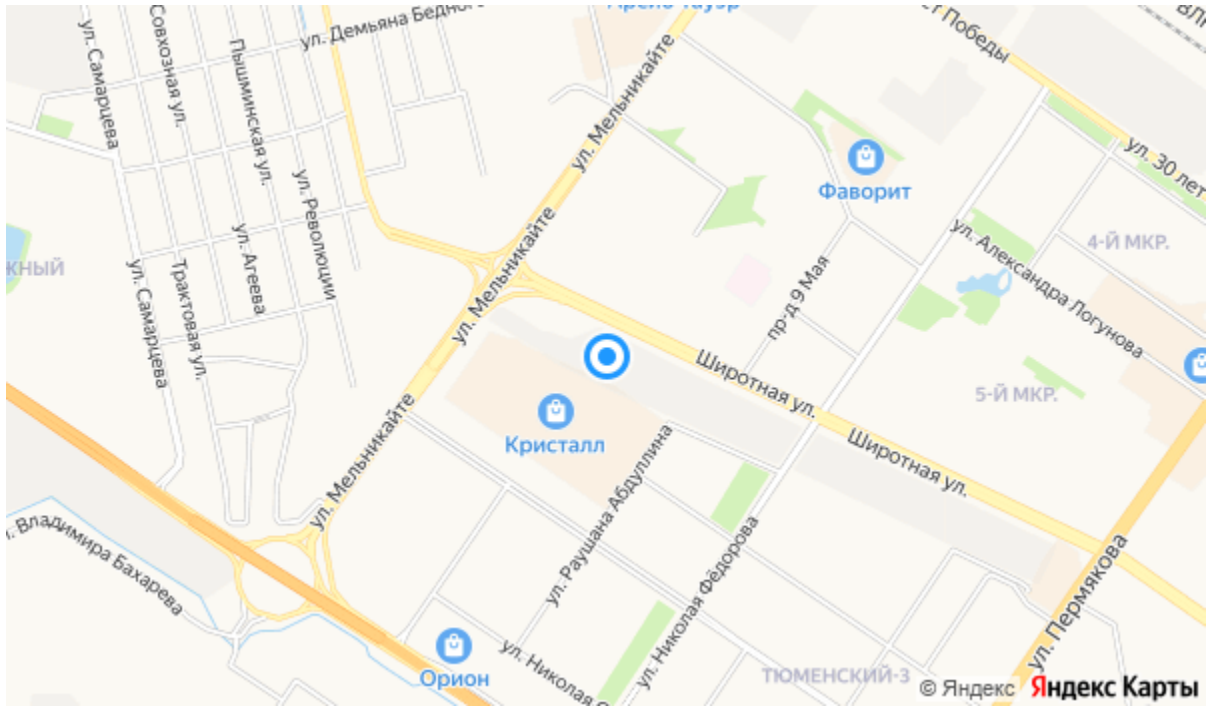 ул. Демьяна Бедного
Победы
ул. Самарцева
Совхозная ул.
Пышминская ул.
ул. Мельникайте
ул. 30 лет
Фаворит
ул. Революции
ул. Александра Логунова
4-Й МКР.
ул. Агеева
ул. Мельникайте
пр-д 9 Мая
ул. Самарцева
Трактовая ул.
Широтная ул.
5-Й МКР.
Кристалл
ул. Мельникайте
Широтная ул.
ул. Раушана Абдуллина
Владимира Бахарева
ул. Николая Фёдорова
ул. Пермякова
Орион
ул. Николая
ТЮМЕНСКИЙ-3
© Яндекс Яндекс Карты